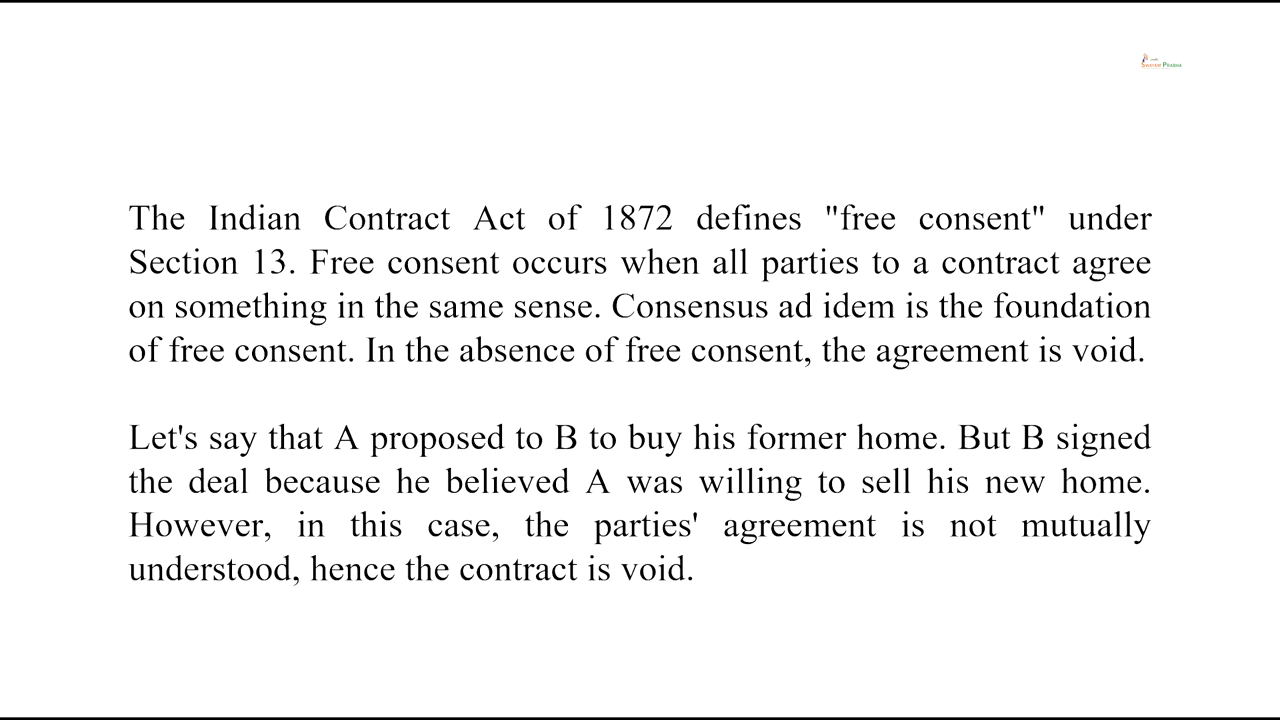 SWAYAM PRABHA
The Indian Contract Act of 1872 defines "free consent" under
Section 13. Free consent occurs when all parties to a contract agree
on something in the same sense. Consensus ad idem is the foundation
of free consent. In the absence of free consent, the agreement is void.
Let's say that A proposed to B to buy his former home. But B signed
the deal because he believed A was willing to sell his new home.
However, in this case, the parties' agreement is not mutually
understood, hence the contract is void.